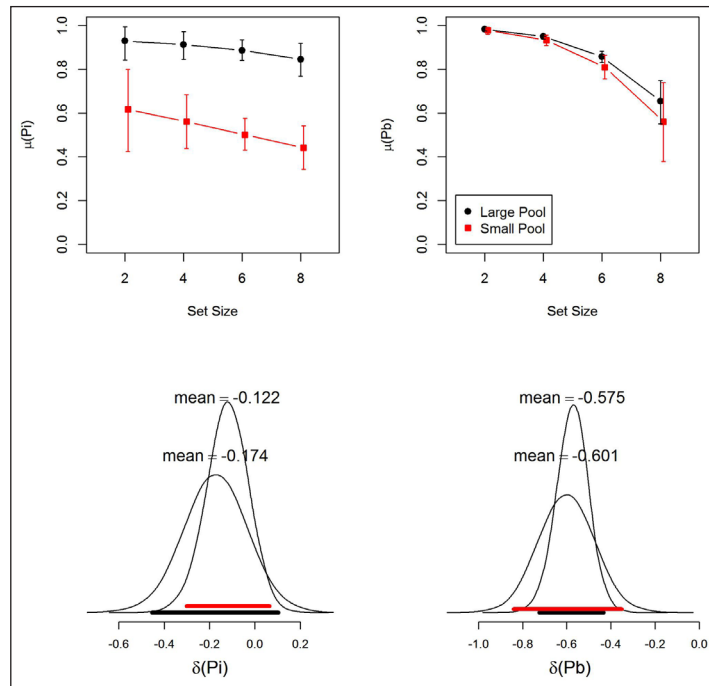 μ(Pi)
1.0
0.8
0.6
0.4
0.2
0.0
2 4 6 8
Set Size
μ(Pb)
1.0
0.8
0.6
0.4
0.2
0.0
Large Pool
Small Pool
2 4 6 8
Set Size
mean = -0.122
mean = -0.174
-0.6 -0.4 -0.2 0.0 0.2
δ(Pi)
mean = -0.575
mean = -0.601
-1.0 -0.8 -0.6 -0.4 -0.2 0.0
δ(Pb)